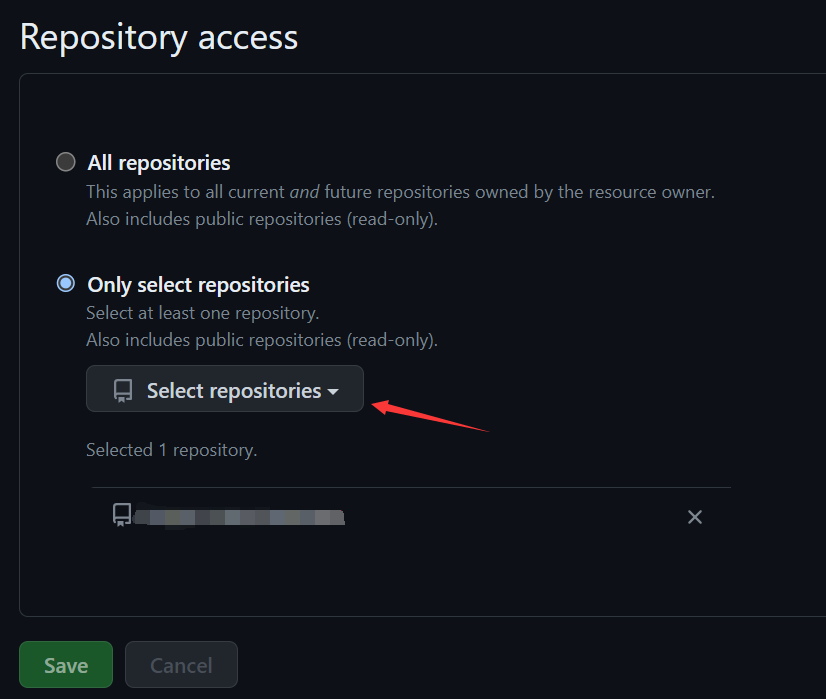 Repository access
All repositories
This applies to all current and future repositories owned by the resource owner.
Also includes public repositories (read-only).
Only select repositories
Select at least one repository.
Also includes public repositories (read-only).
Select repositories
Selected 1 repository.
Save
Cancel